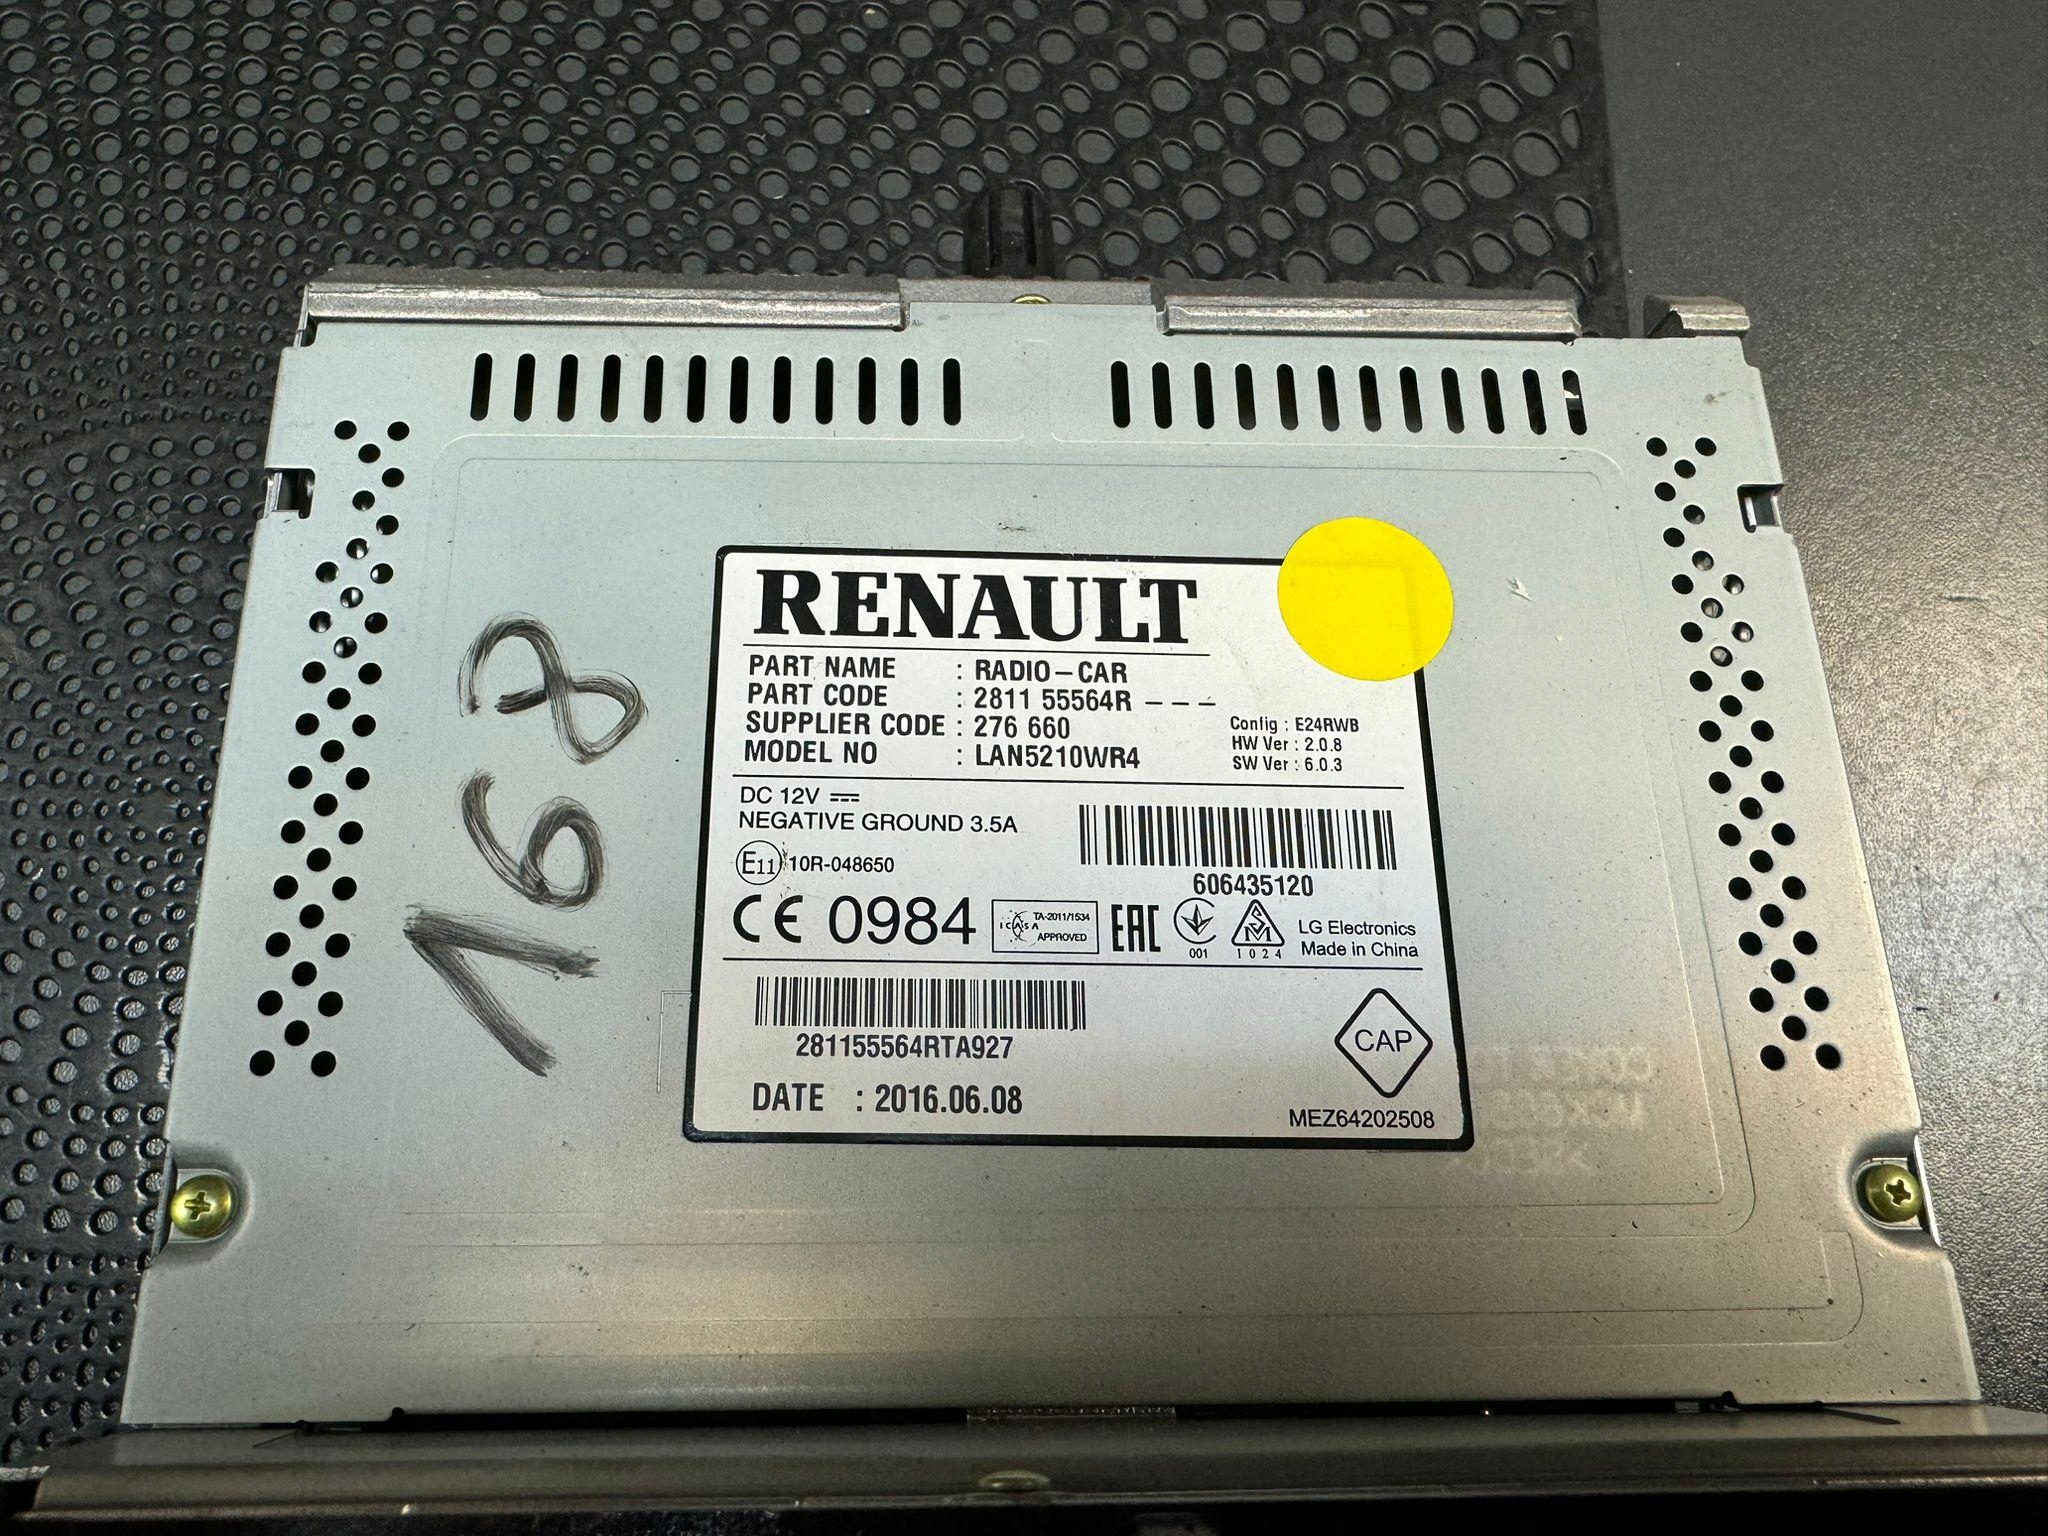 168
RENAULT
PART NAME : RADIO-CAR
PART CODE : 2811 55564R ---
SUPPLIER CODE : 276 660
MODEL NO : LAN5210WR4
Config : E24RWB
HW Ver : 2.0.8
SW Ver : 6.0.3
DC 12V
NEGATIVE GROUND 3.5A
606435120
E11 10R-048650
CE 0984
ICASA
TA-2011/1534
APPROVED
EAC
001
1024
LG Electronics
Made in China
281155564RTA927
CAP
DATE : 2016.06.08
MEZ64202508